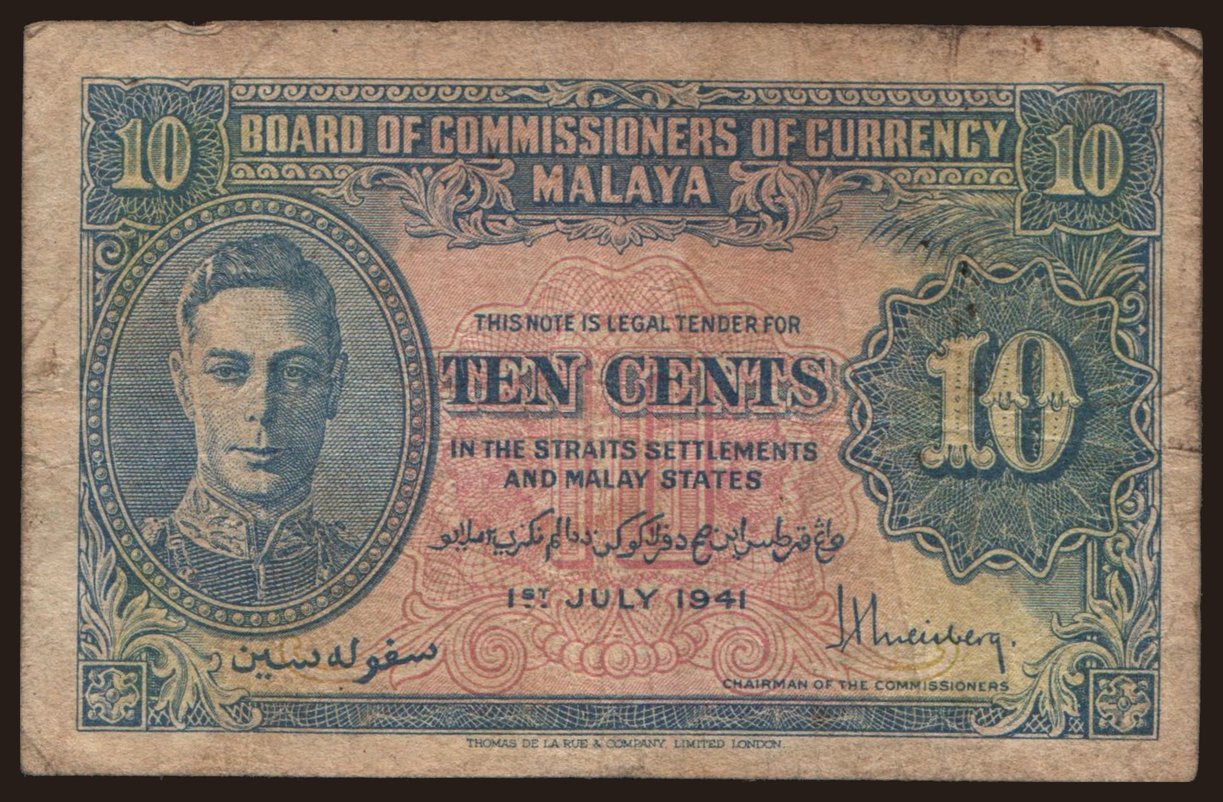 10 BOARD OF COMMISSIONERS OF CURRENCY 10
MALAYA
THIS NOTE IS LEGAL TENDER FOR
TEN CENTS
10
IN THE STRAITS SETTLEMENTS
AND MALAY STATES
1ST JULY 1941
سفوله سين
CHAIRMAN OF THE COMMISSIONERS
THOMAS DE LA RUE & COMPANY, LIMITED LONDON.